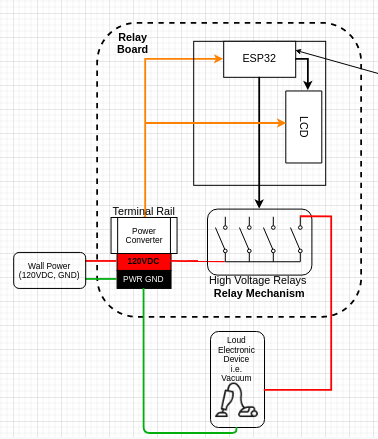 Relay
Board
ESP32
LCD
Terminal Rail
Power
Converter
120VDC
PWR GND
Wall Power
(120VDC, GND)
High Voltage Relays
Relay Mechanism
Loud
Electronic
Device
i.e.
Vacuum